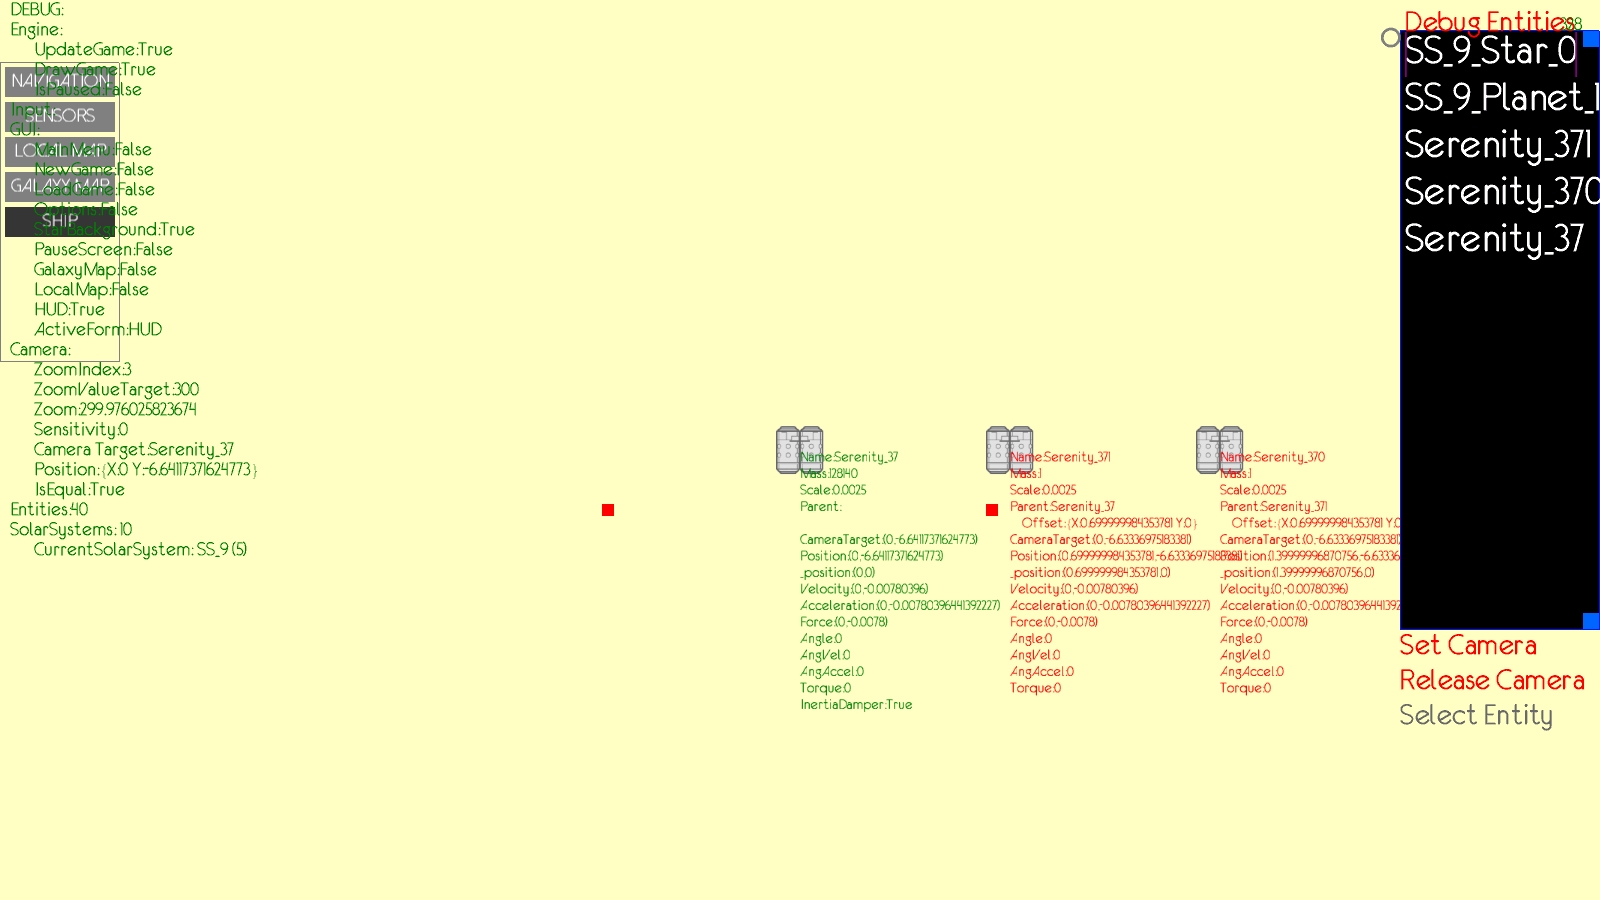 DEBUG:
Engine:
UpdateGame:True
DrawGame:True
IsPaused:False
Input
GUI:
MainMenu:False
NewGame:False
LoadGame:False
Options:False
StarBackground:True
PauseScreen:False
GalaxyMap:False
LocalMap:False
HUD:True
ActiveForm:HUD
Camera:
ZoomIndex:3
ZoomValueTarget:300
Zoom:299.976025823674
Sensitivity:0
Camera Target:Serenity_37
Position:{X:0 Y:-6.64117371624773}
IsEqual:True
Entities:40
SolarSystems: 10
CurrentSolarSystem: SS_9 (5)
NAVIGATION
SENSORS
LOCAL MAP
GALAXY MAP
SHIP
Name:Serenity_37
Mass:128140
Scale:0.0025
Parent:
CameraTarget:(0,-6.64117371624773)
Position:(0,-6.64117371624773)
_position:(0,0)
Velocity:(0,-0.00780396)
Acceleration:(0,-0.00780396441392227)
Force:(0,-0.0078)
Angle:0
AngVel:0
AngAccel:0
Torque:0
InertiaDamper:True
Name:Serenity_371
Mass:1
Scale:0.0025
Parent:Serenity_37
Offset:{X:0.699999984353781 Y:0}
CameraTarget:(0,-6.63336975183381)
Position:(0.699999984353781,-6.63336975183381)
_position:(0.699999984353781,0)
Velocity:(0,-0.00780396)
Acceleration:(0,-0.00780396441392227)
Force:(0,-0.0078)
Angle:0
AngVel:0
AngAccel:0
Torque:0
Name:Serenity_370
Mass:1
Scale:0.0025
Parent:Serenity_371
Offset:{X:0.699999984353781 Y:0
CameraTarget:(0,-6.63336975183381)
Position:(1.39999996870756,-6.63336
_position:(1.39999996870756,0)
Velocity:(0,-0.00780396)
Acceleration:(0,-0.007803964413922
Force:(0,-0.0078)
Angle:0
AngVel:0
AngAccel:0
Torque:0
Debug Entities
SS_9_Star_0
SS_9_Planet_1
Serenity_371
Serenity_370
Serenity_37
Set Camera
Release Camera
Select Entity